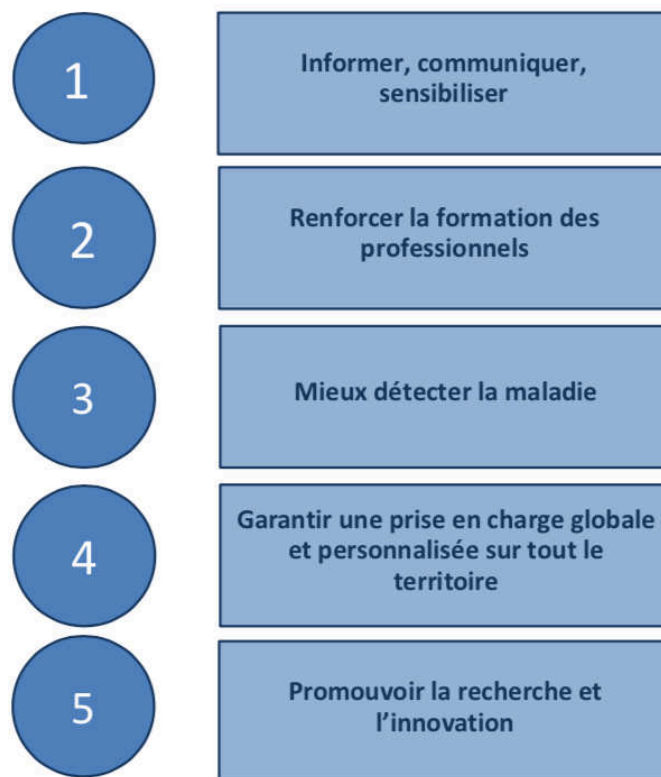 1
Informer, communiquer,
sensibiliser
2
Renforcer la formation des
professionnels
3
Mieux détecter la maladie
4
Garantir une prise en charge globale
et personnalisée sur tout le
territoire
5
Promouvoir la recherche et
l’innovation